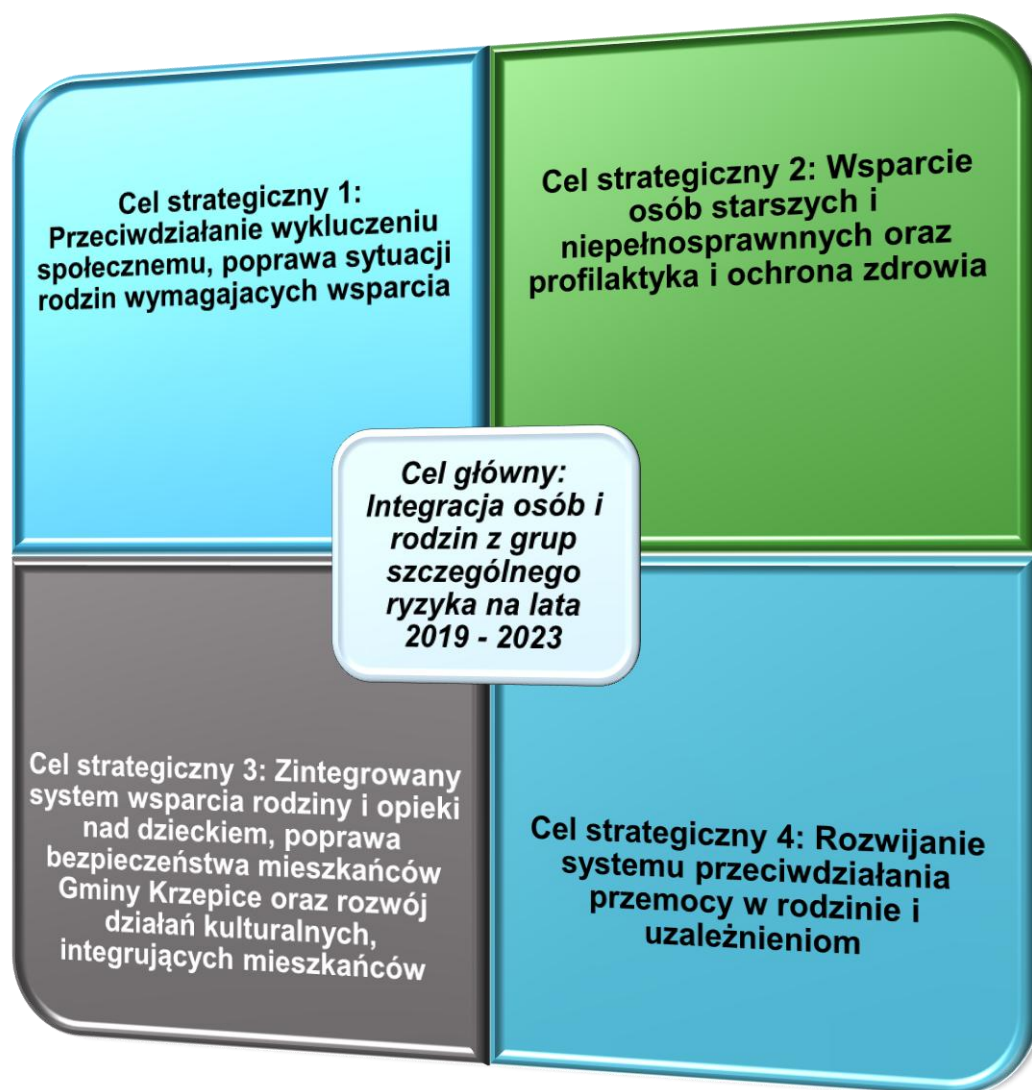 Cel strategiczny 1:
Przeciwdziałanie wykluczeniu
społecznemu, poprawa sytuacji
rodzin wymagajacych wsparcia
Cel strategiczny 2: Wsparcie
osób starszych i
niepełnosprawnnych oraz
profilaktyka i ochrona zdrowia
Cel główny:
Integracja osób i
rodzin z grup
szczególnego
ryzyka na lata
2019 - 2023
Cel strategiczny 3: Zintegrowany
system wsparcia rodziny i opieki
nad dzieckiem, poprawa
bezpieczeństwa mieszkańców
Gminy Krzepice oraz rozwój
działań kulturalnych,
integrujących mieszkańców
Cel strategiczny 4: Rozwijanie
systemu przeciwdziałania
przemocy w rodzinie i
uzależnieniom